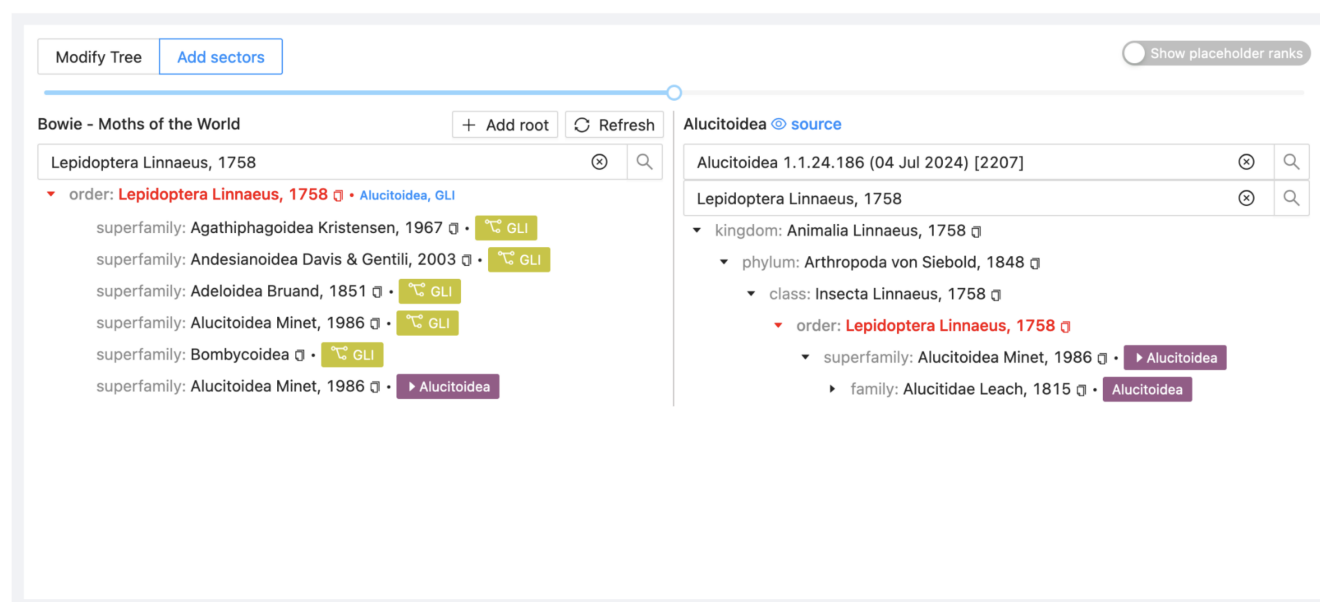 Modify Tree Add sectors Show placeholder ranks
Bowie - Moths of the World + Add root Refresh
Lepidoptera Linnaeus, 1758
order: Lepidoptera Linnaeus, 1758 • Alucitoidea, GLI
superfamily: Agathiphagoidea Kristensen, 1967 • GLI
superfamily: Andesianoidea Davis & Gentili, 2003 • GLI
superfamily: Adeloidea Bruand, 1851 • GLI
superfamily: Alucitoidea Minet, 1986 • GLI
superfamily: Bombycoidea • GLI
superfamily: Alucitoidea Minet, 1986 • Alucitoidea
Alucitoidea source
Alucitoidea 1.1.24.186 (04 Jul 2024) [2207]
Lepidoptera Linnaeus, 1758
kingdom: Animalia Linnaeus, 1758
phylum: Arthropoda von Siebold, 1848
class: Insecta Linnaeus, 1758
order: Lepidoptera Linnaeus, 1758
superfamily: Alucitoidea Minet, 1986 • Alucitoidea
family: Alucitidae Leach, 1815 • Alucitoidea